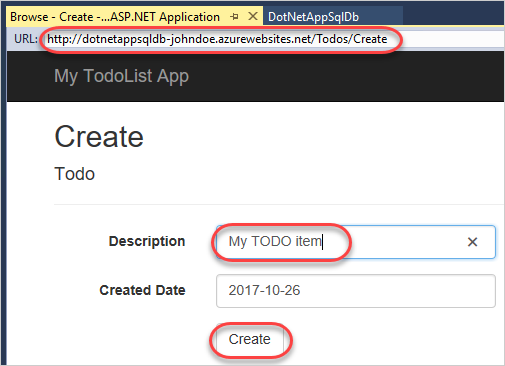 Browse - Create - ...ASP.NET Application DotNetAppSqlDb
URL: http://dotnetappsqldb-johndoe.azurewebsites.net/Todos/Create
My TodoList App
Create
Todo
Description My TODO item
Created Date 2017-10-26
Create